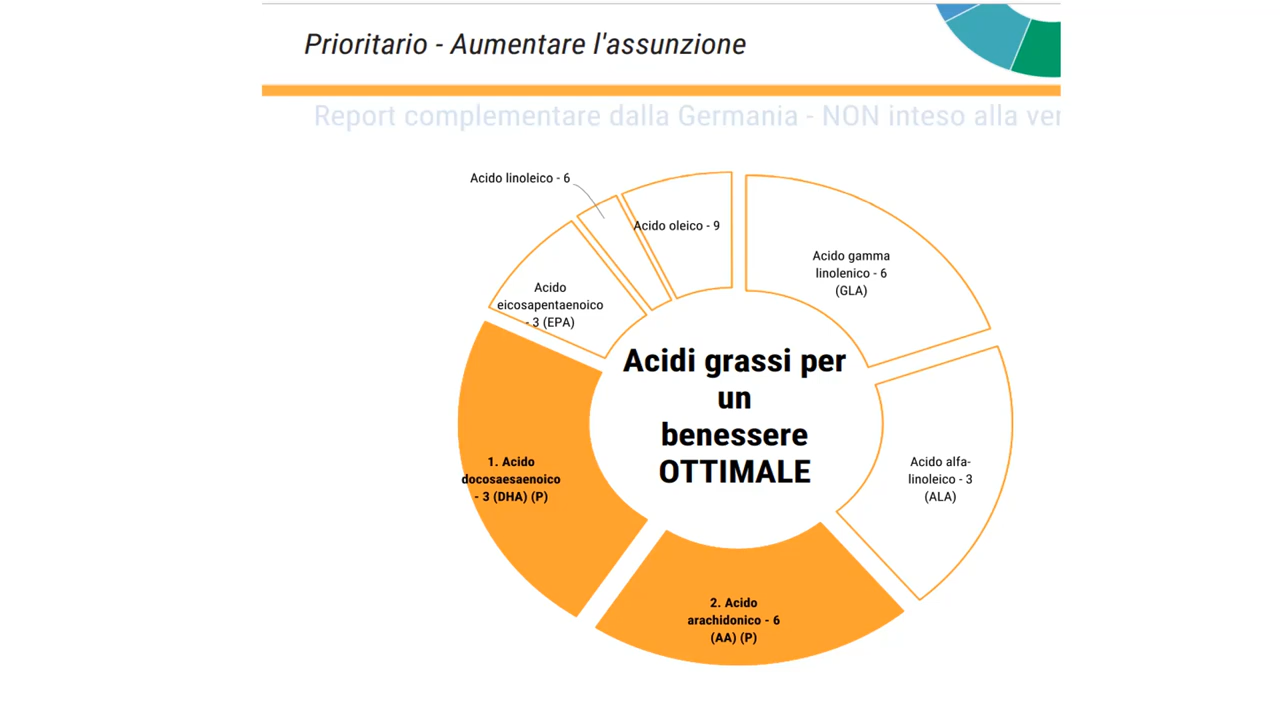 Prioritario - Aumentare l'assunzione
Report complementare dalla Germania - NON inteso alla ver
Acido linoleico - 6
Acido oleico - 9
Acido gamma
linolenico - 6
(GLA)
Acido
eicosapentaenoico
- 3 (EPA)
Acidi grassi per
un
benessere
OTTIMALE
1. Acido
docosaesaenoico
- 3 (DHA) (P)
Acido alfa-
linoleico - 3
(ALA)
2. Acido
arachidonico - 6
(AA) (P)